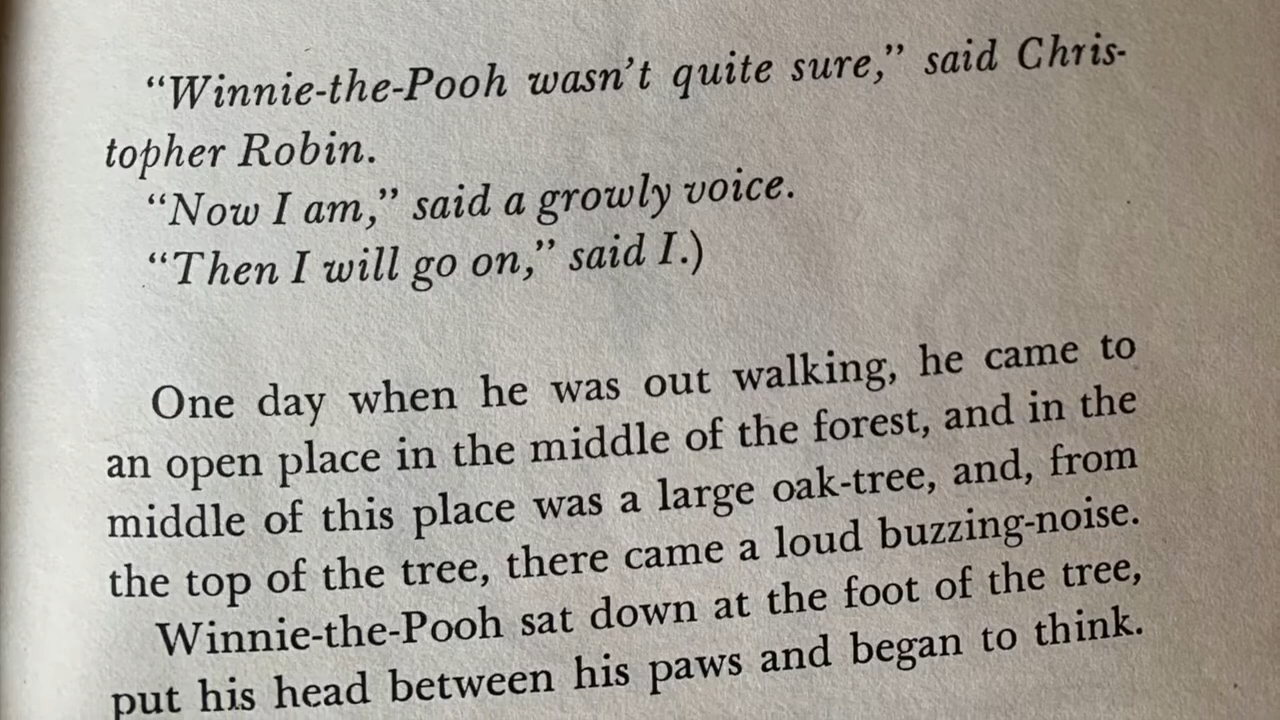 “Winnie-the-Pooh wasn’t quite sure,” said Chris-
topher Robin.
“Now I am,” said a growly voice.
“Then I will go on,” said I.)
One day when he was out walking, he came to
an open place in the middle of the forest, and in the
middle of this place was a large oak-tree, and, from
the top of the tree, there came a loud buzzing-noise.
Winnie-the-Pooh sat down at the foot of the tree,
put his head between his paws and began to think.